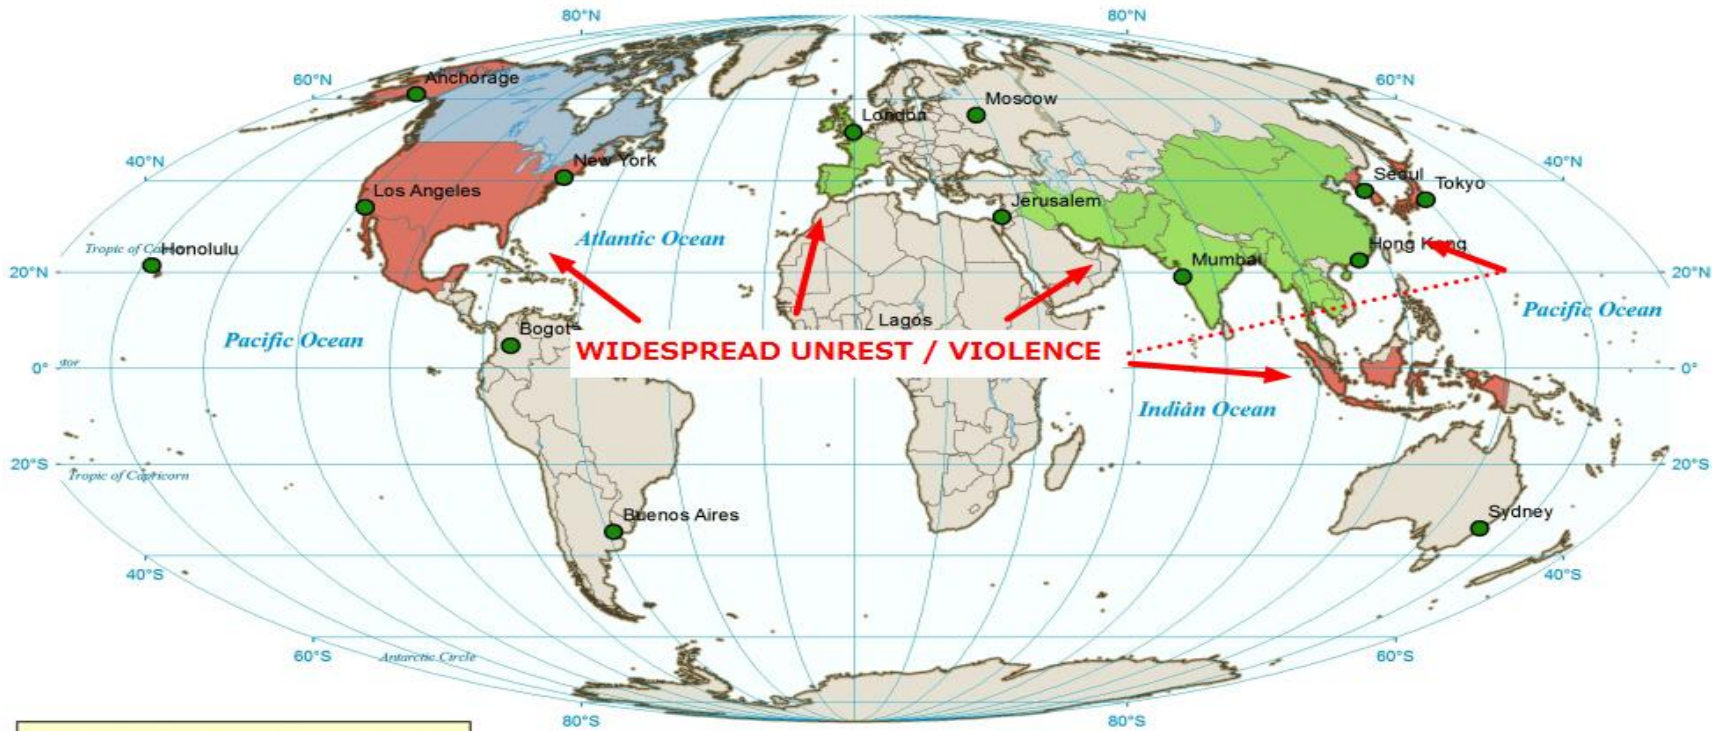 80°N
80°N
60°N
Anchorage
60°N
Moscow
London
40°N
New York
40°N
Los Angeles
Seoul
Tokyo
Jerusalem
Atlantic Ocean
Tropic of
Honolulu
Hong Kong
Mumbai
20°N
20°N
Pacific Ocean
Lagos
Bogota
Pacific Ocean
WIDESPREAD UNREST / VIOLENCE
0°
0°
Indian Ocean
20°S
20°S
Tropic of Capricorn
Buenos Aires
Sydney
40°S
40°S
60°S
Antarctic Circle
60°S
80°S
80°S